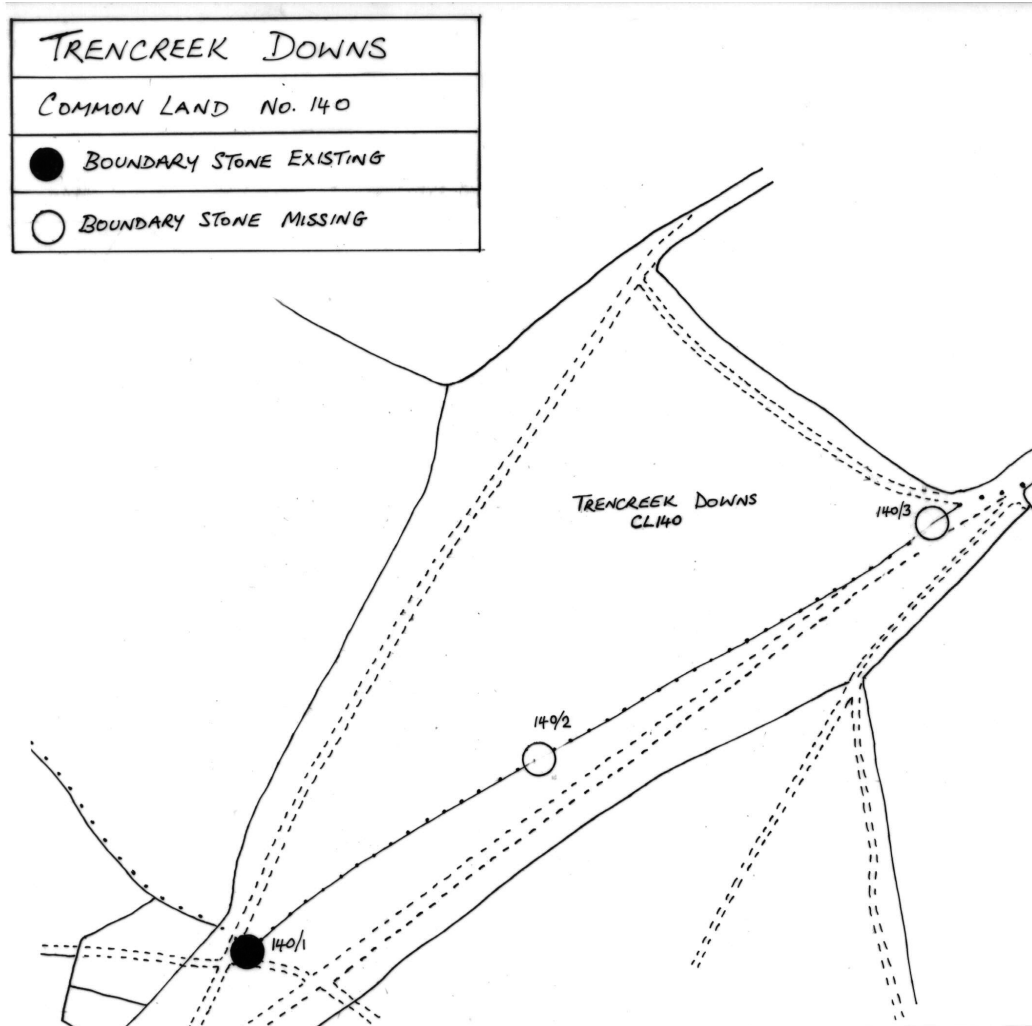 TRENCREEK DOWNS
COMMON LAND No. 140
BOUNDARY STONE EXISTING
BOUNDARY STONE MISSING
TRENCREEK DOWNS
CL140
140/3
140/2
140/1